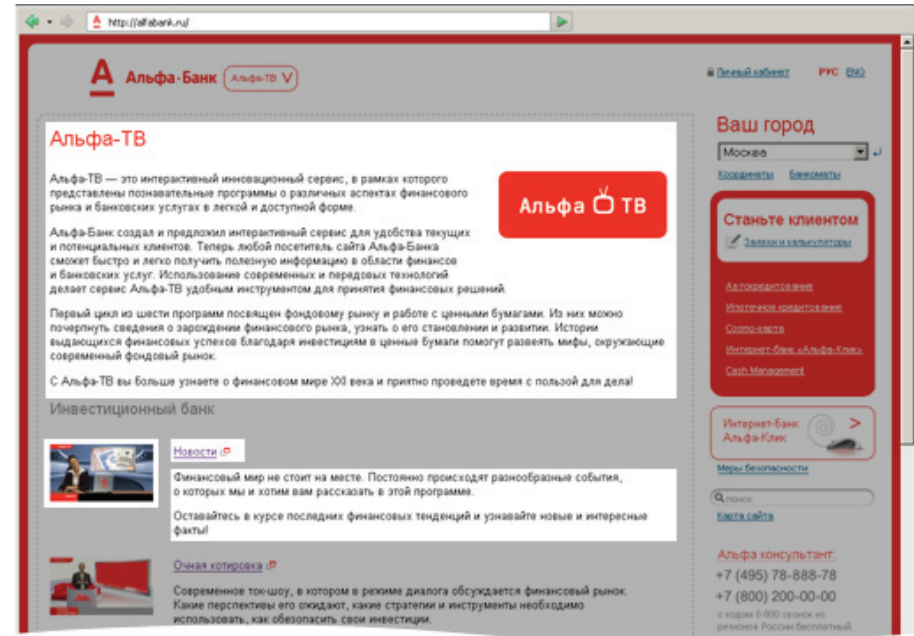 http://alfabank.ru/
Альфа·Банк
Альфа-ТВ
Личный кабинет РУС ENG
Альфа-ТВ
Альфа-ТВ — это интерактивный инновационный сервис, в рамках которого
представлены познавательные программы о различных аспектах финансового
рынка и банковских услугах в легкой и доступной форме.
Альфа ТВ
Альфа-Банк создал и предложил интерактивный сервис для удобства текущих
и потенциальных клиентов. Теперь любой посетитель сайта Альфа-Банка
сможет быстро и легко получить полезную информацию в области финансов
и банковских услуг. Использование современных и передовых технологий
делает сервис Альфа-ТВ удобным инструментом для принятия финансовых решений.
Первый цикл из шести программ посвящен фондовому рынку и работе с ценными бумагами. Из них можно
почерпнуть сведения о зарождении финансового рынка, узнать о его становлении и развитии. Истории
выдающихся финансовых успехов благодаря инвестициям в ценные бумаги помогут развеять мифы, окружающие
современный фондовый рынок.
С Альфа-ТВ вы больше узнаете о финансовом мире XXI века и приятно проведете время с пользой для дела!
Инвестиционный банк
Новости
Финансовый мир не стоит на месте. Постоянно происходят разнообразные события,
о которых мы и хотим вам рассказать в этой программе.
Оставайтесь в курсе последних финансовых тенденций и узнавайте новые и интересные
факты!
Очная котировка
Современное ток-шоу, в котором в режиме диалога обсуждается финансовый рынок.
Какие перспективы его ожидают, какие стратегии и инструменты необходимо
использовать, как обезопасить свои инвестиции.
Ваш город
Москва
Координаты Банкоматы
Станьте клиентом
Заявки и калькуляторы
Автокредитование
Ипотечное кредитование
Cosmo-карта
Интернет-банк «Альфа-Клик»
Cash Management
Интернет-Банк
Альфа-Клик
Меры безопасности
поиск
Карта сайта
Альфа консультант:
+7 (495) 78-888-78
+7 (800) 200-00-00
с кодом 8 800 звонок из
регионов России бесплатный